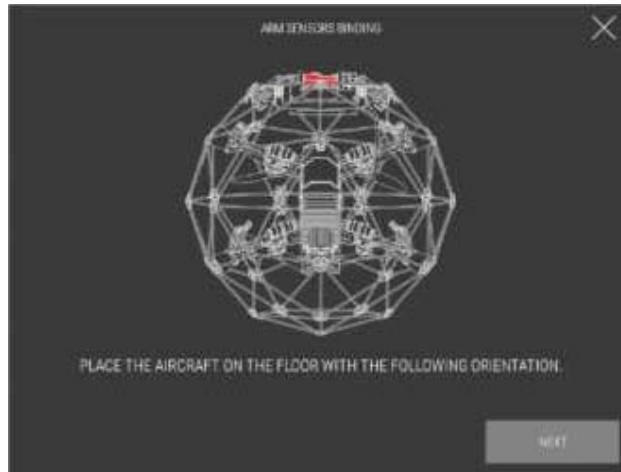 ARM SENSORS BINDING
PLACE THE AIRCRAFT ON THE FLOOR WITH THE FOLLOWING ORIENTATION.
NEXT